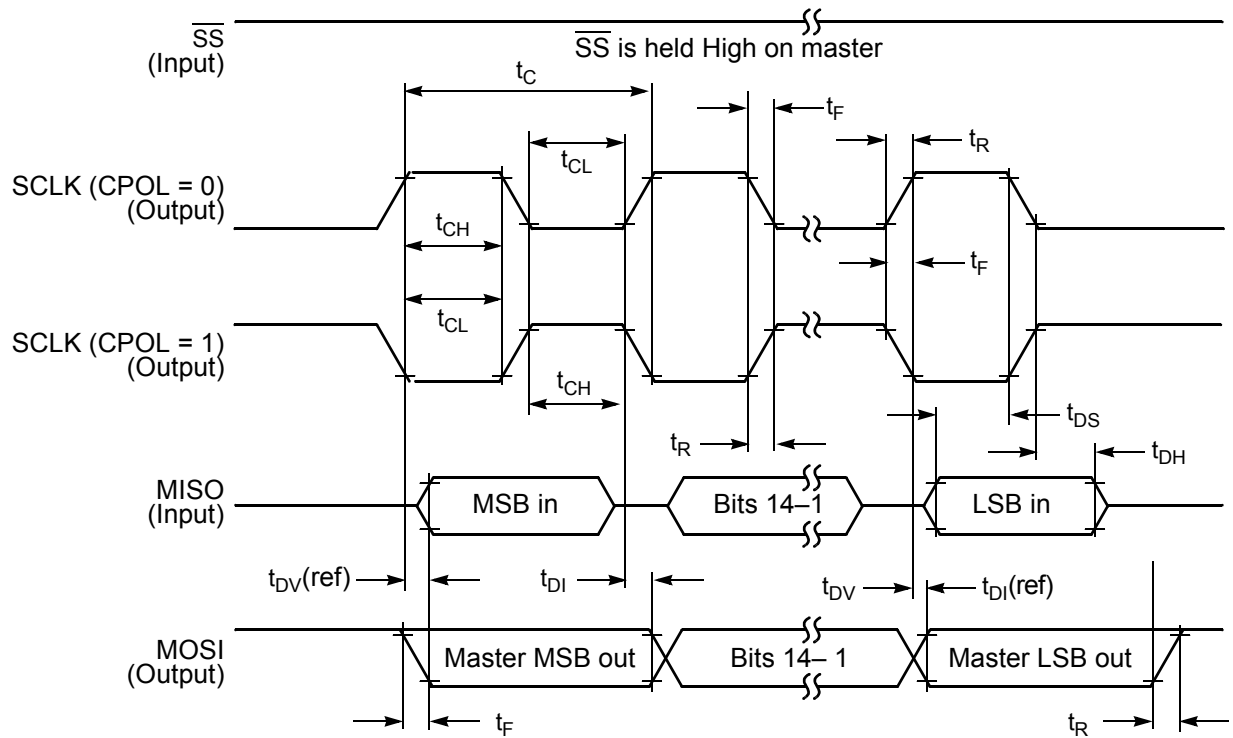 SS
(Input)
SS is held High on master
tC
tF
tR
tCL
SCLK (CPOL = 0)
(Output)
tCH
tF
tCL
SCLK (CPOL = 1)
(Output)
tCH
tDS
tR
tDH
MISO
(Input)
MSB in
Bits 14–1
LSB in
tDV(ref)
tDI
tDV
tDI(ref)
MOSI
(Output)
Master MSB out
Bits 14– 1
Master LSB out
tF
tR